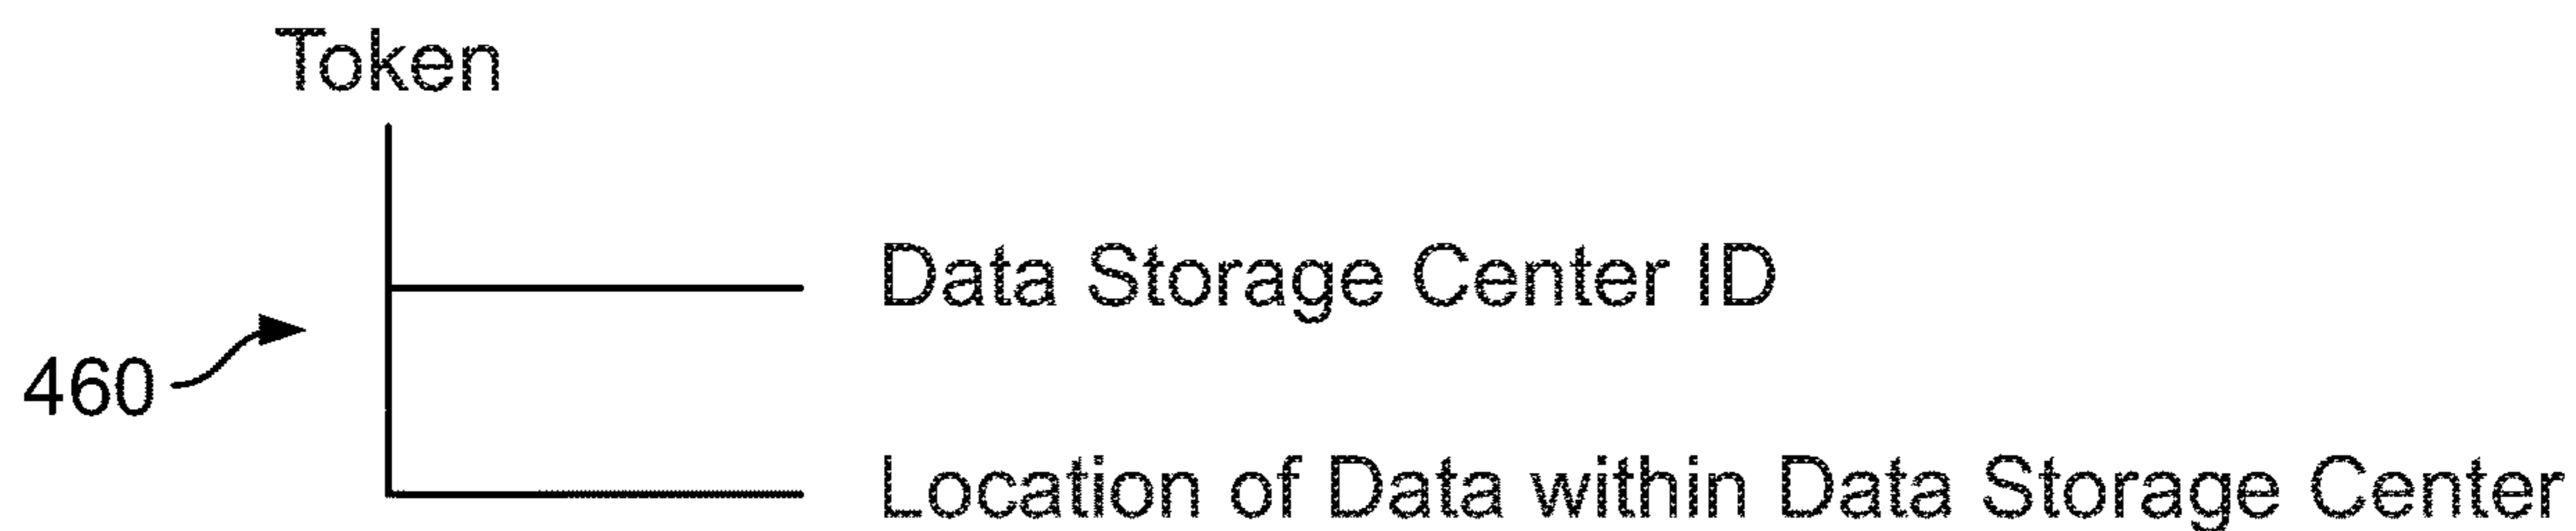 Token
Data Storage Center ID
460
Location of Data within Data Storage Center